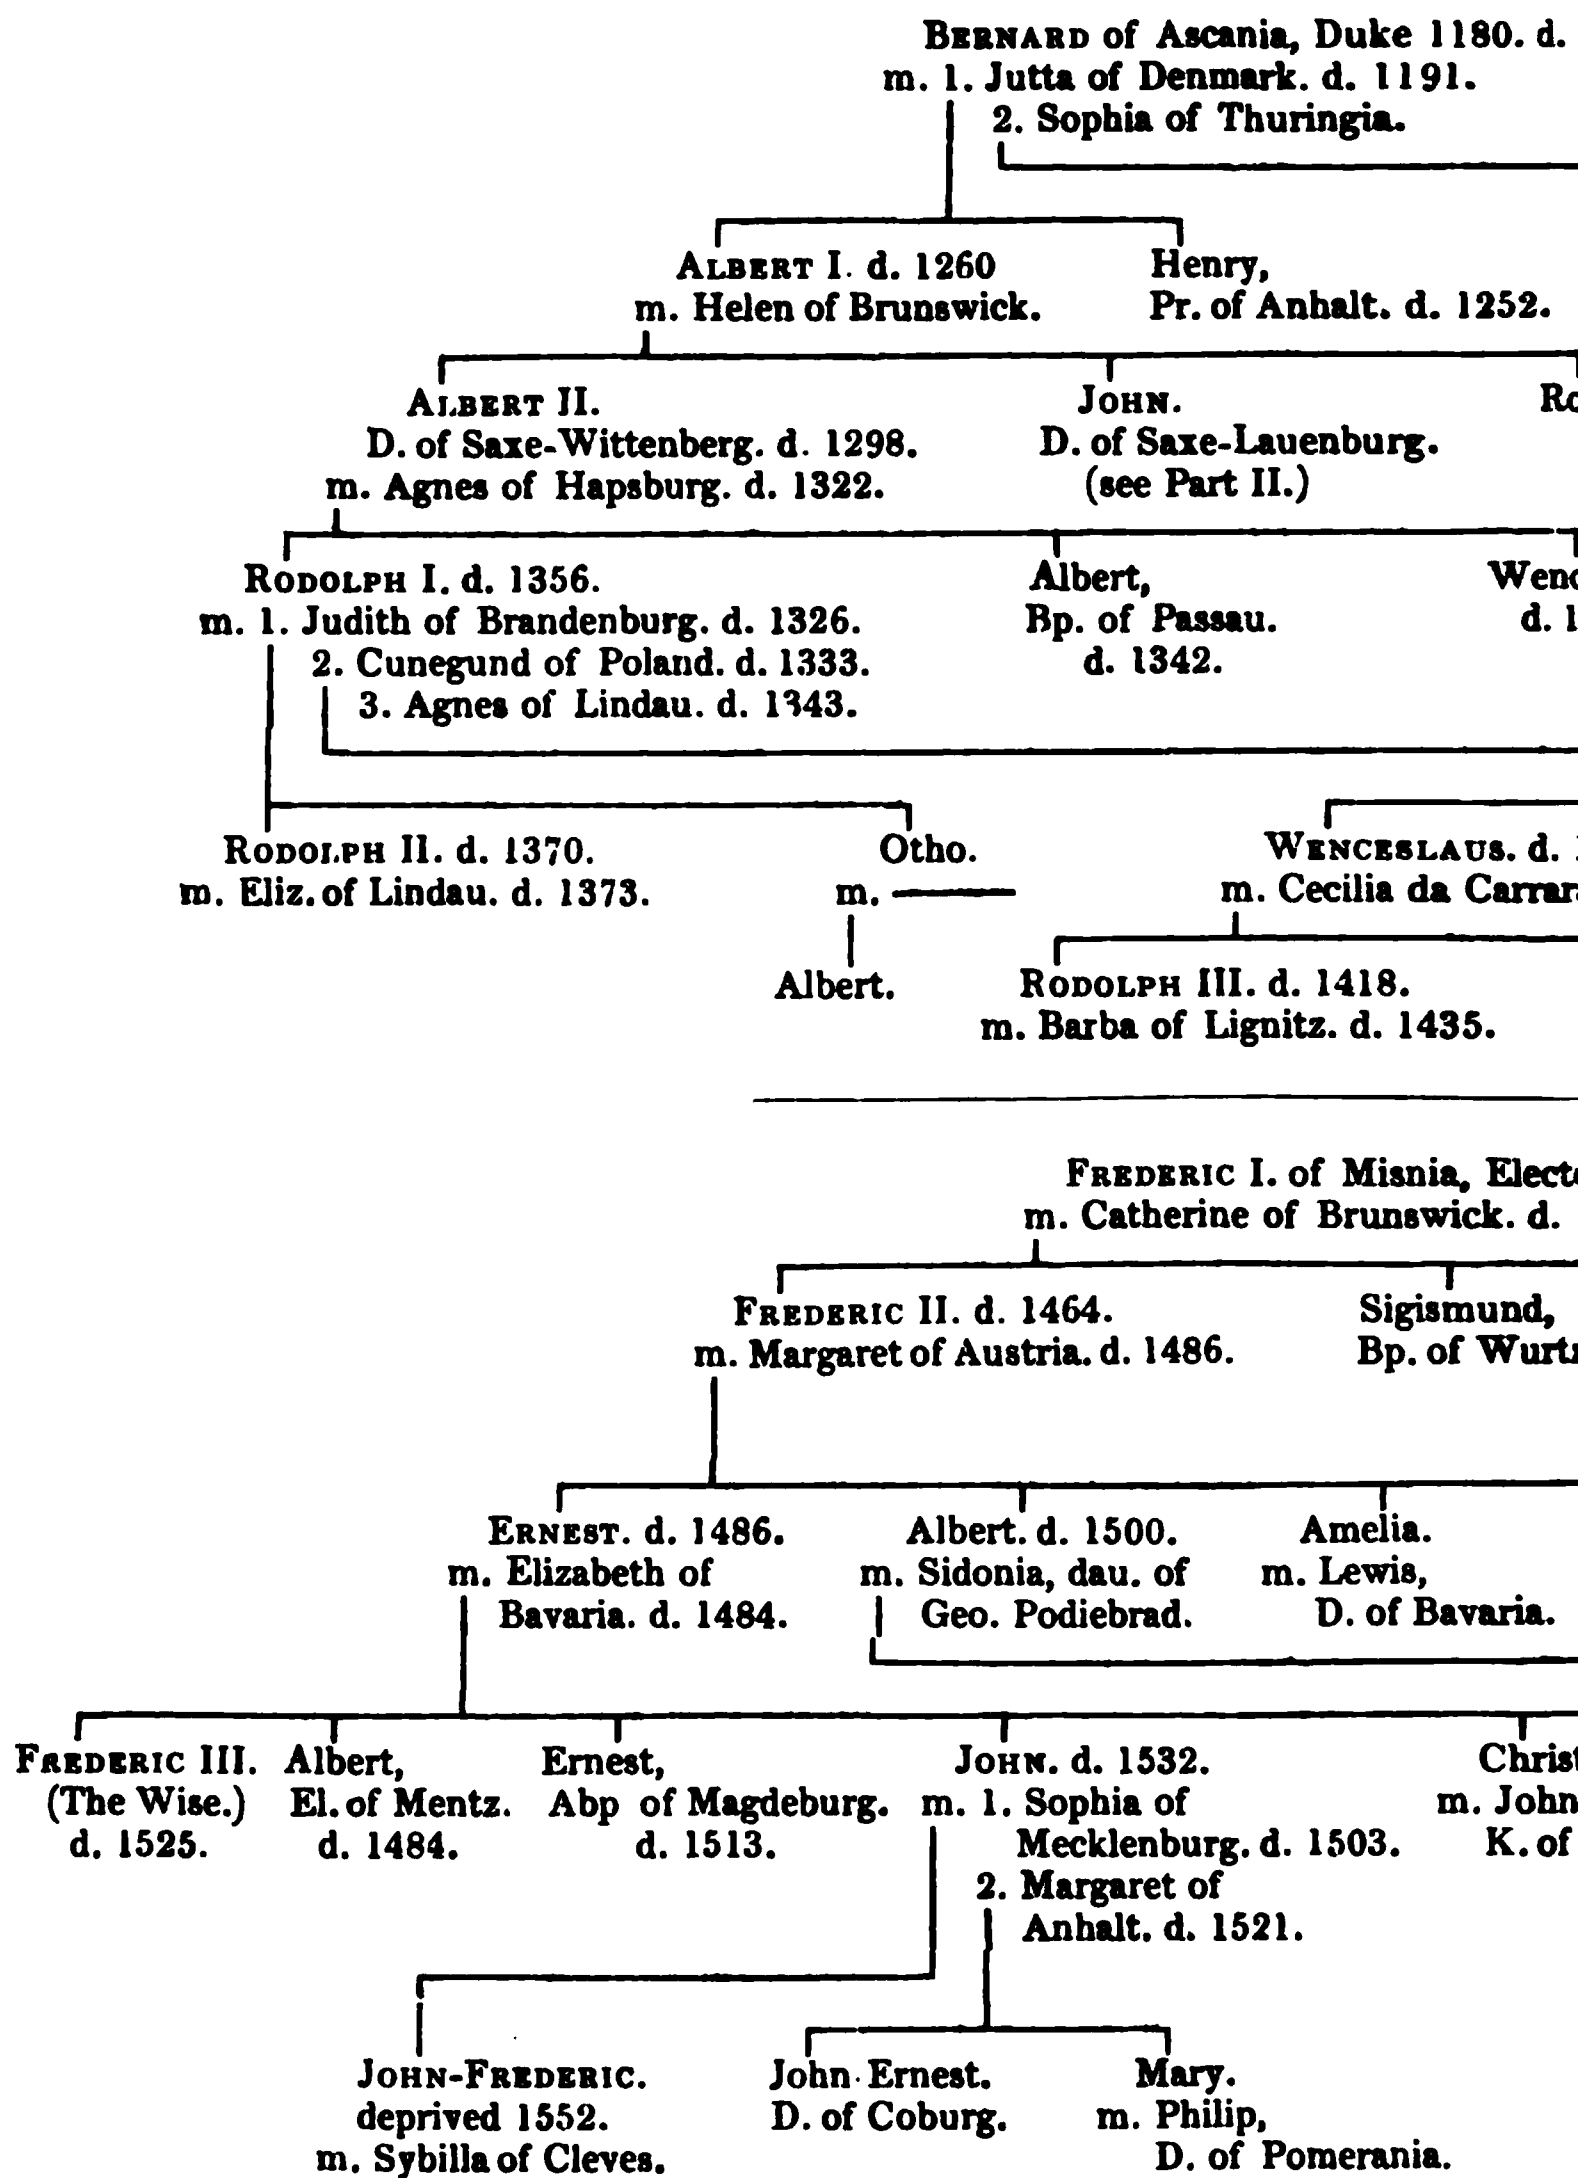 BERNARD of Ascania, Duke 1180. d.
m. 1. Jutta of Denmark. d. 1191.
2. Sophia of Thuringia.
ALBERT I. d. 1260
m. Helen of Brunswick.
Henry,
Pr. of Anhalt. d. 1252.
ALBERT II.
D. of Saxe-Wittenberg. d. 1298.
m. Agnes of Hapsburg. d. 1322.
JOHN.
D. of Saxe-Lauenburg.
(see Part II.)
RODOLPH I. d. 1356.
m. 1. Judith of Brandenburg. d. 1326.
2. Cunegund of Poland. d. 1333.
3. Agnes of Lindau. d. 1343.
Albert,
Bp. of Passau.
d. 1342.
d.
RODOLPH II. d. 1370.
m. Eliz. of Lindau. d. 1373.
Otho.
m.
Albert.
WENCESLAUS. d.
m. Cecilia da
RODOLPH III. d. 1418.
m. Barba of Lignitz. d. 1435.
FREDERIC I. of Misnia,
m. Catherine of Brunswick. d.
FREDERIC II. d. 1464.
m. Margaret of Austria. d. 1486.
Sigismund,
Bp. of
ERNEST. d. 1486.
m. Elizabeth of
Bavaria. d. 1484.
Albert. d. 1500.
m. Sidonia, dau. of
Geo. Podiebrad.
Amelia.
m. Lewis,
D. of Bavaria.
FREDERIC III.
(The Wise.)
d. 1525.
Albert,
El. of Mentz.
d. 1484.
Ernest,
Abp of Magdeburg.
d. 1513.
JOHN. d. 1532.
m. 1. Sophia of
Mecklenburg. d. 1503.
2. Margaret of
Anhalt. d. 1521.
m. John
K. of
JOHN-FREDERIC.
deprived 1552.
m. Sybilla of Cleves.
John Ernest.
D. of Coburg.
Mary.
m. Philip,
D. of Pomerania.